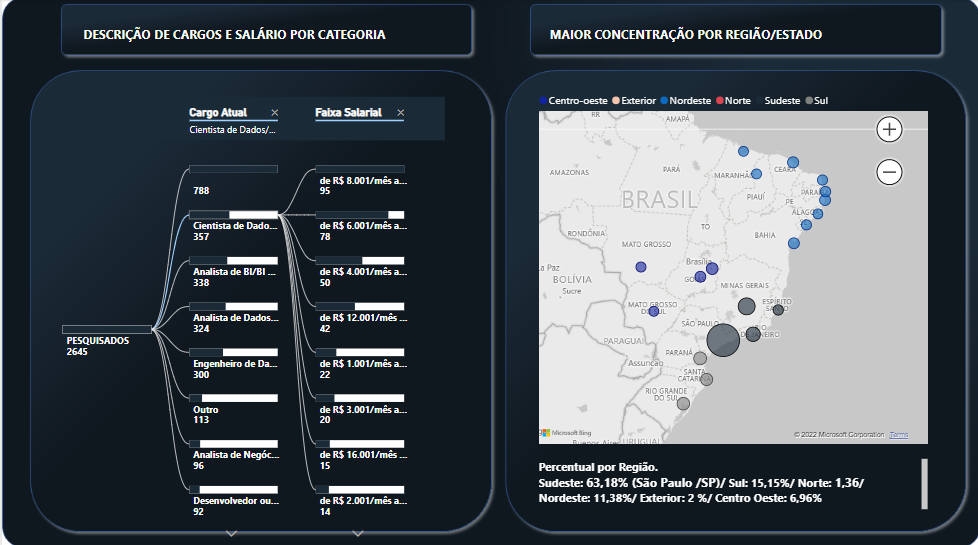 DESCRIÇÃO DE CARGOS E SALÁRIO POR CATEGORIA
Cargo Atual
Faixa Salarial
Cientista de Dados/...
788
Cientista de Dado...
357
Analista de BI/BI ...
338
Analista de Dados...
324
Engenheiro de Da...
300
Outro
113
Analista de Negóc...
96
Desenvolvedor ou...
92
PESQUISADOS
2645
de R$ 8.001/mês a...
95
de R$ 6.001/mês a...
78
de R$ 4.001/mês a...
50
de R$ 12.001/mês ...
42
de R$ 1.001/mês a...
22
de R$ 3.001/mês a...
20
de R$ 16.001/mês ...
15
de R$ 2.001/mês a...
14
MAIOR CONCENTRAÇÃO POR REGIÃO/ESTADO
Centro-oeste Exterior Nordeste Norte Sudeste Sul
RR
AMAPÁ
AMAZONAS
PARÁ
MARANHÃ
CEARÁ
BRASIL
PIAUÍ
PARA
PE
ALAGO
TO
RONDÔNIA
BAHIA
MATO GROSSO
La Paz
Brasília
BOLÍVIA
GO
Sucre
MINAS GERAIS
MATO GROSSO
DO SUL
ESPÍRITO
SANTO
SÃO PAULO
RIO
DE JANEIRO
PARAGUAI
PARANÁ
Assunção
SANTA
CATARINA
RIO GRANDE
DO SUL
Microsoft Bing
Buenos Aires
URUGUAI
© 2022 Microsoft Corporation Terms
Percentual por Região.
Sudeste: 63,18% (São Paulo /SP)/ Sul: 15,15%/ Norte: 1,36/
Nordeste: 11,38%/ Exterior: 2 %/ Centro Oeste: 6,96%